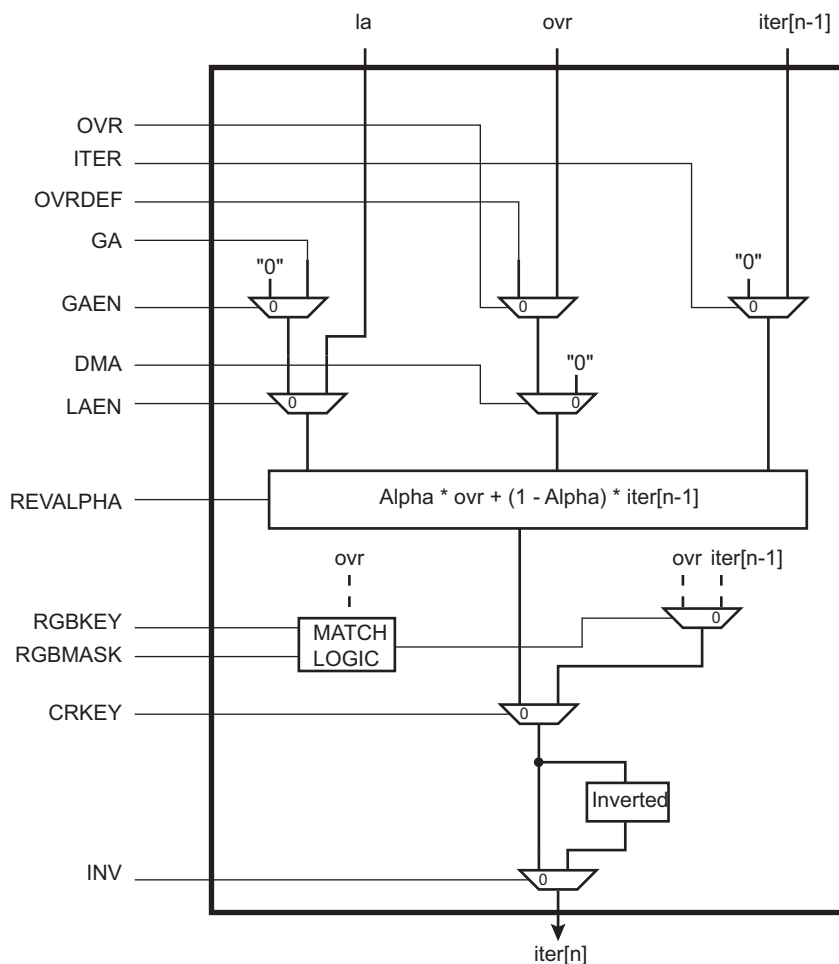 la ovr iter[n-1]
OVR
ITER
OVRDEF
GA
"0" "0"
GAEN 0 0 0
DMA "0"
LAEN 0 0
REVALPHA Alpha * ovr + (1 - Alpha) * iter[n-1]
ovr ovr iter[n-1]
RGBKEY MATCH 0
RGBMASK LOGIC
CRKEY 0
Inverted
INV 0
iter[n]